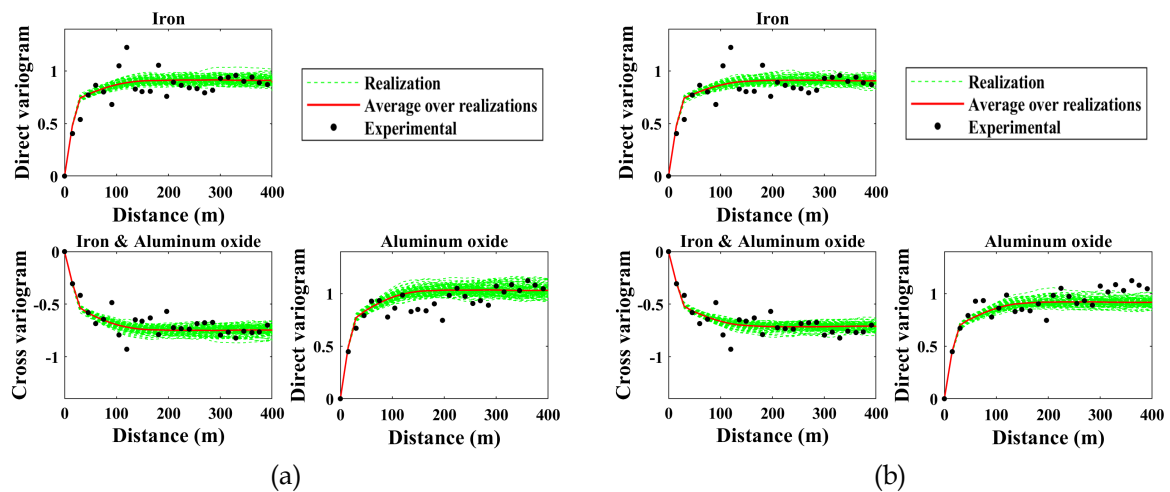 Iron
Direct variogram
1
0.5
0
0 100 200 300 400
Distance (m)
Realization
Average over realizations
Experimental
Iron & Aluminum oxide
Cross variogram
0
-0.5
-1
0 100 200 300 400
Distance (m)
Aluminum oxide
Direct variogram
1
0.5
0
0 100 200 300 400
Distance (m)
(a)
Iron
Direct variogram
1
0.5
0
0 100 200 300 400
Distance (m)
Realization
Average over realizations
Experimental
Iron & Aluminum oxide
Cross variogram
0
-0.5
-1
0 100 200 300 400
Distance (m)
Aluminum oxide
Direct variogram
1
0.5
0
0 100 200 300 400
Distance (m)
(b)